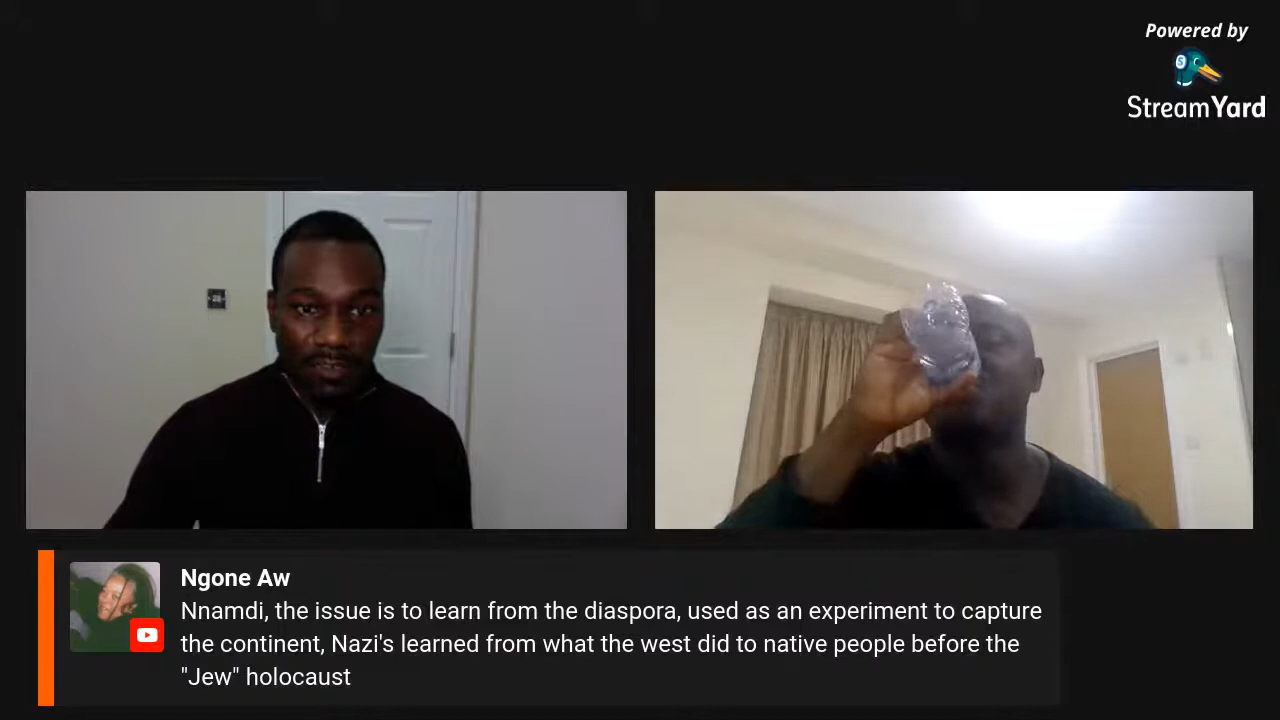 Powered by
StreamYard
Ngone Aw
Nnamdi, the issue is to learn from the diaspora, used as an experiment to capture
the continent, Nazi's learned from what the west did to native people before the
"Jew" holocaust